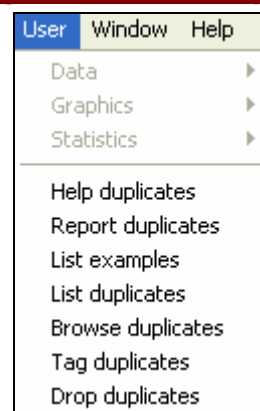 User Window Help
Data
Graphics
Statistics
Help duplicates
Report duplicates
List examples
List duplicates
Browse duplicates
Tag duplicates
Drop duplicates